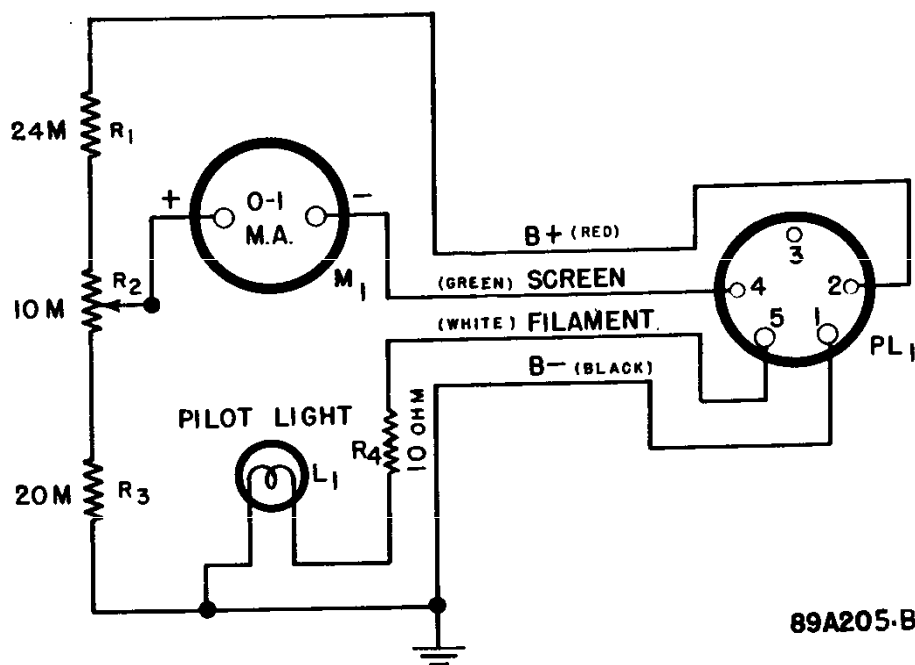 24M R1
+ 0-1 M.A. -
M1
B+ (RED)
(GREEN) SCREEN
(WHITE) FILAMENT
B- (BLACK)
3
4 2
5 1
PL1
10M R2
PILOT LIGHT
L1
R4 10 OHM
20M R3
89A205-B